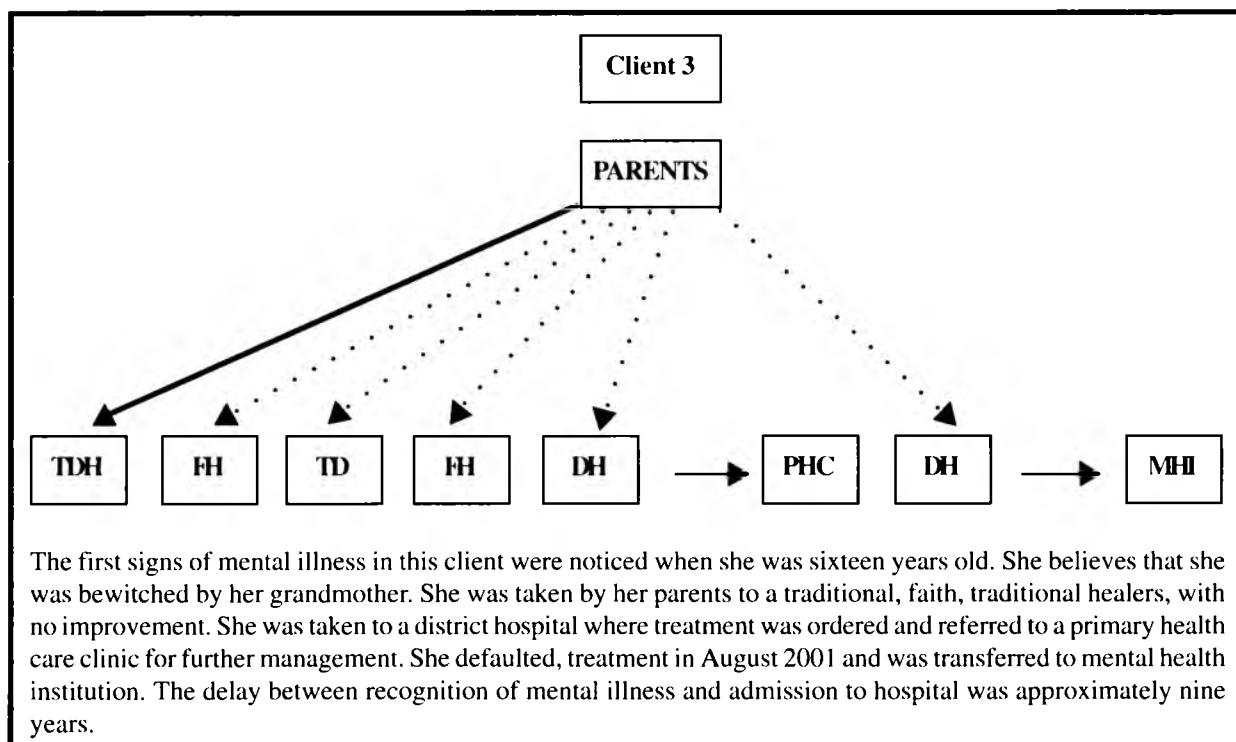 Client 3
PARENTS
TDH FH TD FH DH PHC DH MHI
The first signs of mental illness in this client were noticed when she was sixteen years old. She believes that she
was bewitched by her grandmother. She was taken by her parents to a traditional, faith, traditional healers, with
no improvement. She was taken to a district hospital where treatment was ordered and referred to a primary health
care clinic for further management. She defaulted, treatment in August 2001 and was transferred to mental health
institution. The delay between recognition of mental illness and admission to hospital was approximately nine
years.